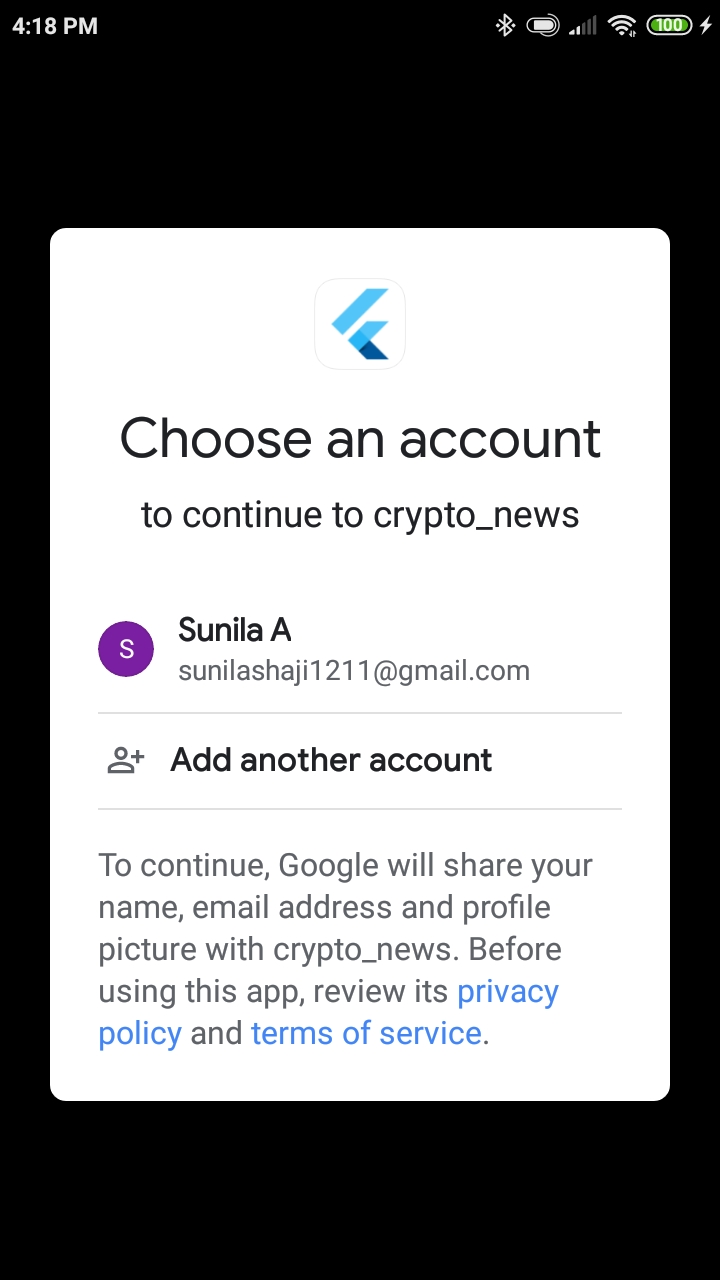 4:18 PM
100
Choose an account
to continue to crypto_news
S
Sunila A
sunilashaji1211@gmail.com
Add another account
To continue, Google will share your
name, email address and profile
picture with crypto_news. Before
using this app, review its privacy
policy and terms of service.